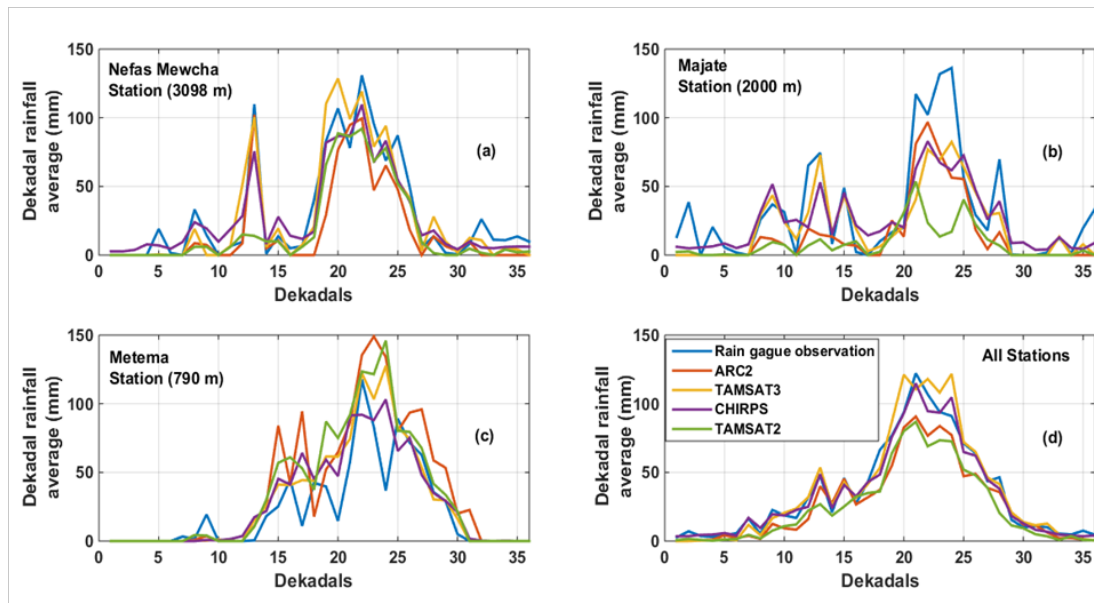 150
100
50
0
Dekadal rainfall
average (mm)
Nefas Mewcha
Station (3098 m)
(a)
0 5 10 15 20 25 30 35
Dekadals
150
100
50
0
Dekadal rainfall
average (mm)
Majate
Station (2000 m)
(b)
0 5 10 15 20 25 30 35
Dekadals
150
100
50
0
Dekadal rainfall
average (mm)
Metema
Station (790 m)
(c)
0 5 10 15 20 25 30 35
Dekadals
150
100
50
0
Dekadal rainfall
average (mm)
Rain gague observation
ARC2
TAMSAT3
CHIRPS
TAMSAT2
All Stations
(d)
0 5 10 15 20 25 30 35
Dekadals